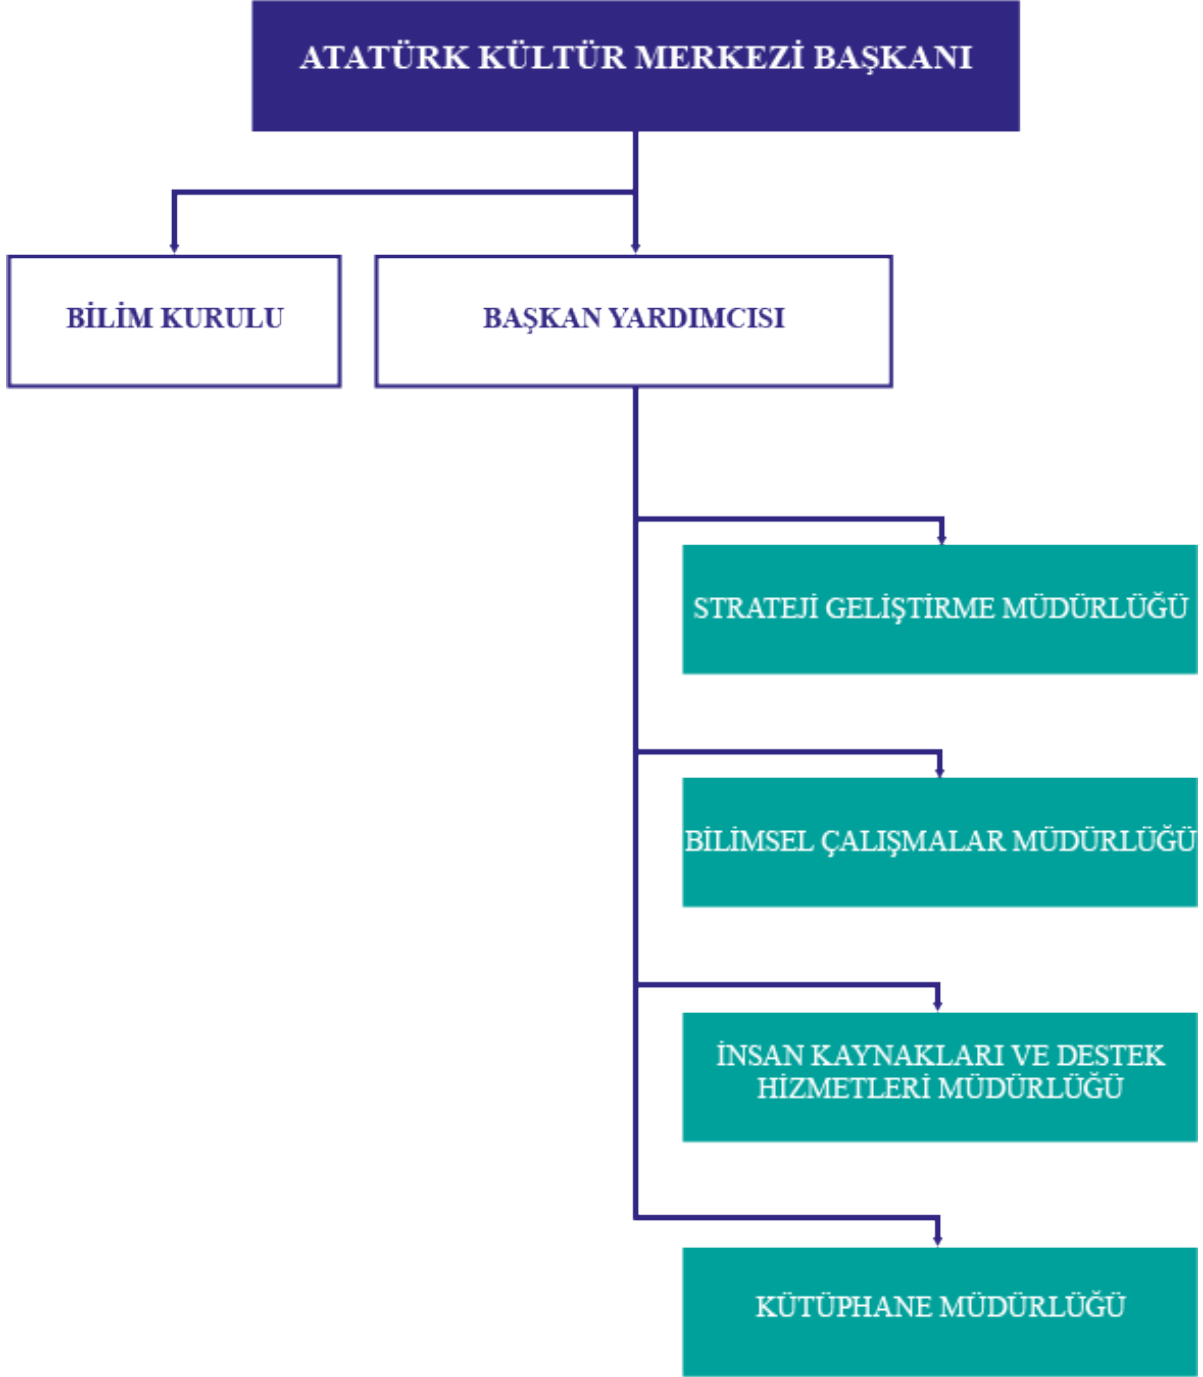 ATATÜRK KÜLTÜR MERKEZİ BAŞKANI
BİLİM KURULU
BAŞKAN YARDIMCISI
STRATEJİ GELİŞTİRME MÜDÜRLÜĞÜ
BİLİMSEL ÇALIŞMALAR MÜDÜRLÜĞÜ
İNSAN KAYNAKLARI VE DESTEK
HİZMETLERİ MÜDÜRLÜĞÜ
KÜTÜPHANE MÜDÜRLÜĞÜ